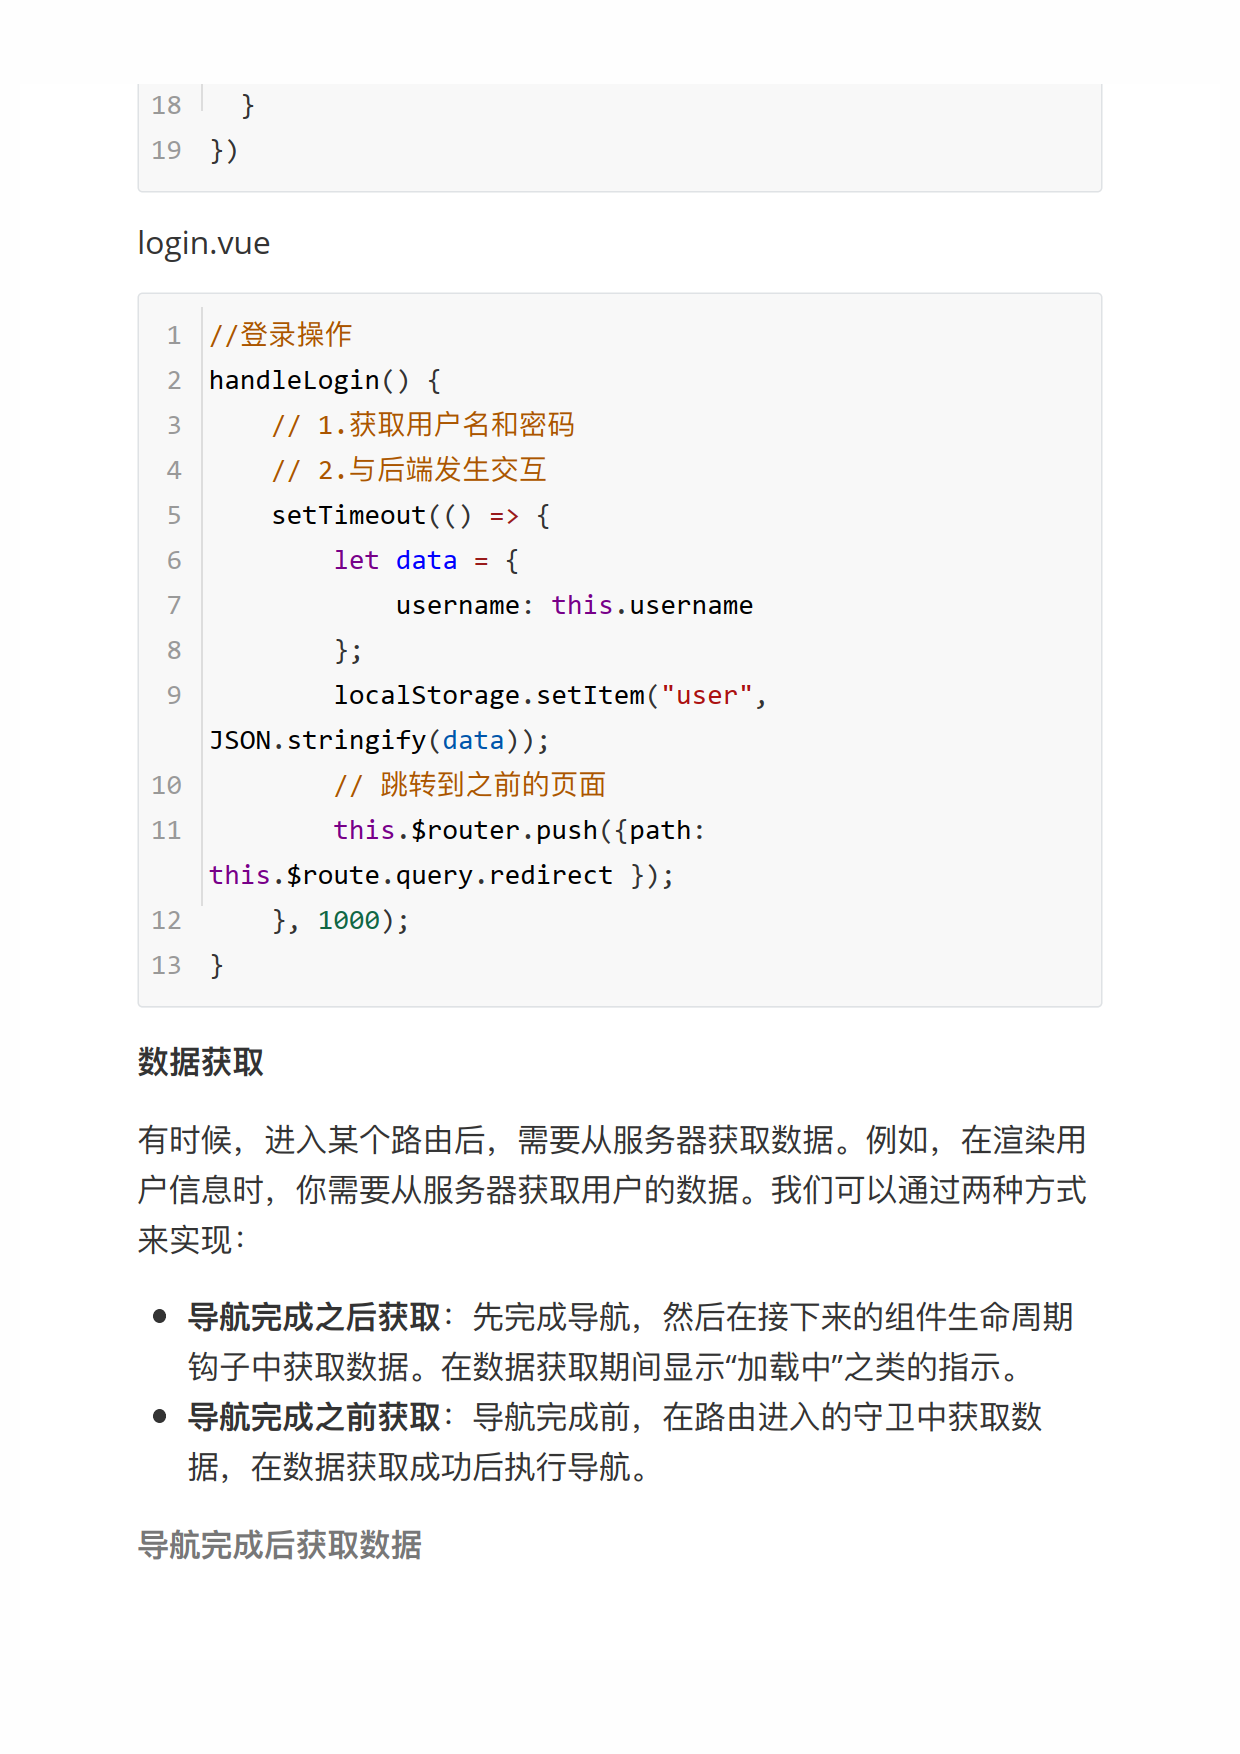 18 }
19 })
login.vue
1 //登录操作
2 handleLogin() {
3 // 1.获取用户名和密码
4 // 2.与后端发生交互
5 setTimeout(() => {
6 let data = {
7 username: this.username
8 };
9 localStorage.setItem("user",
JSON.stringify(data));
10 // 跳转到之前的页面
11 this.$router.push({path:
this.$route.query.redirect });
12 }, 1000);
13 }
数据获取
有时候，进入某个路由后，需要从服务器获取数据。例如，在渲染用
户信息时，你需要从服务器获取用户的数据。我们可以通过两种方式
来实现：
● 导航完成之后获取：先完成导航，然后在接下来的组件生命周期
钩子中获取数据。在数据获取期间显示“加载中”之类的指示。
● 导航完成之前获取：导航完成前，在路由进入的守卫中获取数
据，在数据获取成功后执行导航。
导航完成后获取数据